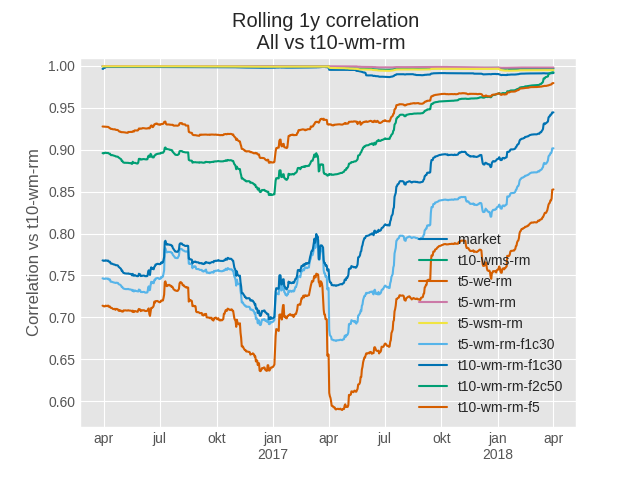 Rolling 1y correlation
All vs t10-wm-rm
Correlation vs t10-wm-rm
1.00
0.95
0.90
0.85
0.80
0.75
0.70
0.65
0.60
market
t10-wms-rm
t5-we-rm
t5-wm-rm
t5-wsm-rm
t5-wm-rm-f1c30
t10-wm-rm-f1c30
t10-wm-rm-f2c50
t10-wm-rm-f5
apr jul okt jan apr jul okt jan apr
2017 2018